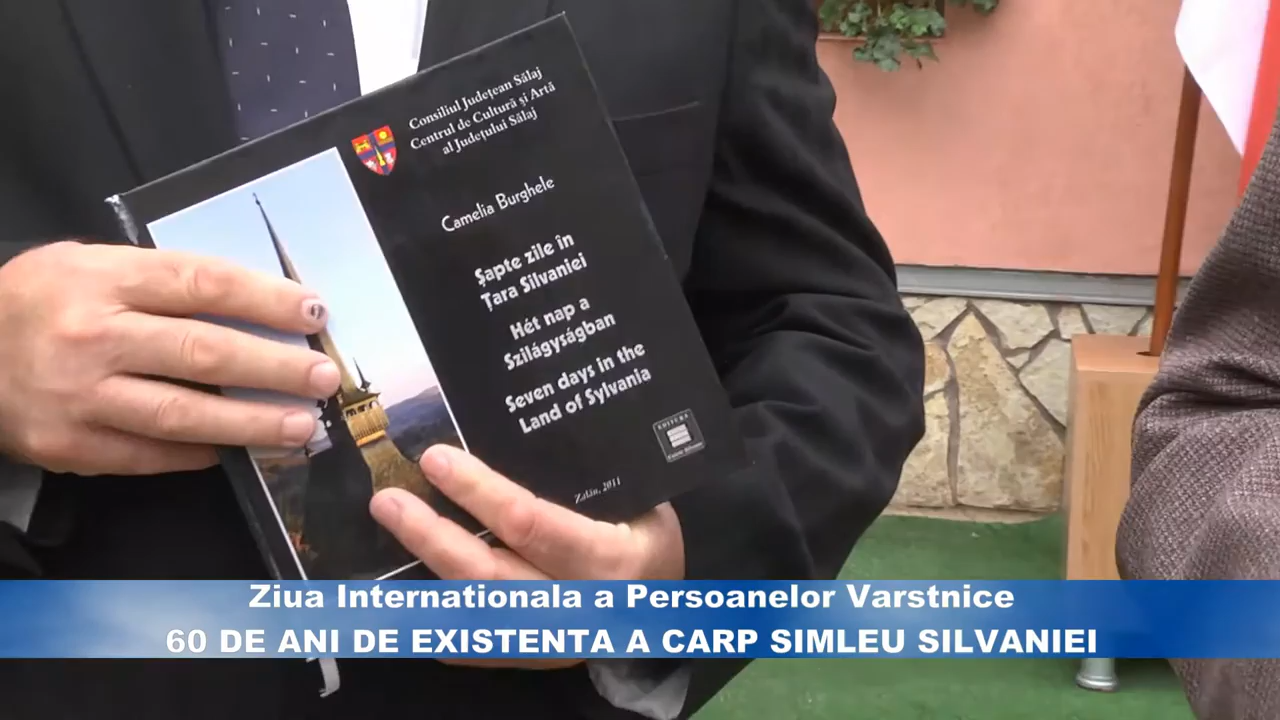 Consiliul Județean Sălaj
Centrul de Cultură și Artă
al Județului Sălaj
Camelia Burghele
Șapte zile în
Țara Silvaniei
Hét nap a
Szilágyságban
Seven days in the
Land of Sylvania
EDITURA
Zalău, 2011
Ziua Internationala a Persoanelor Varstnice
60 DE ANI DE EXISTENTA A CARP SIMLEU SILVANIEI